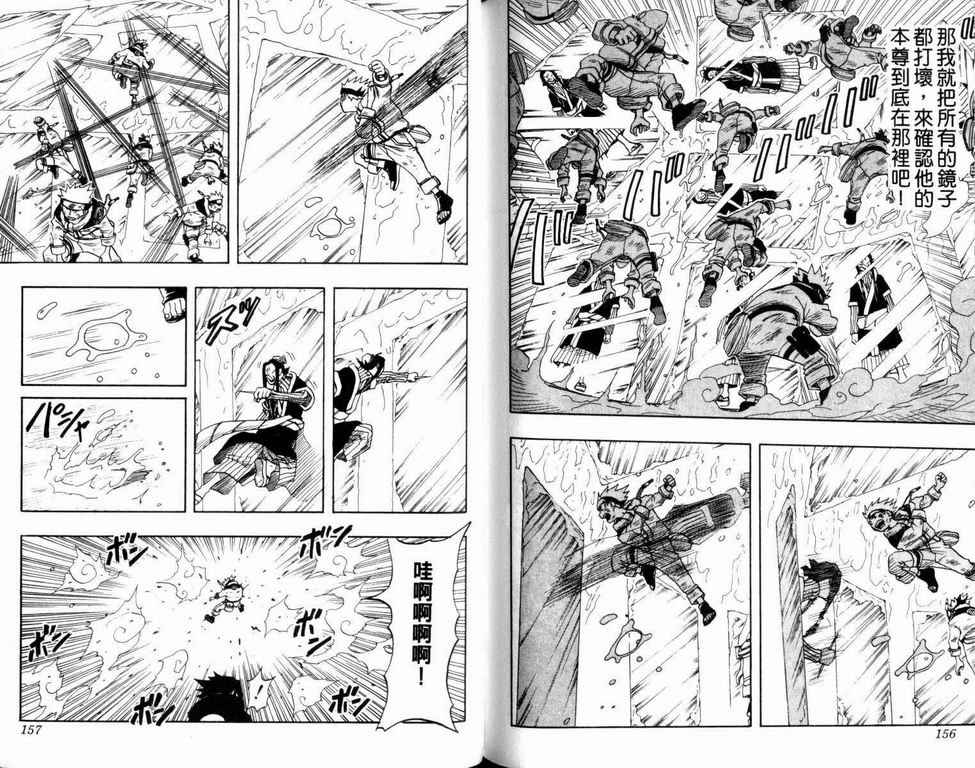 那我就把所有的鏡子
都打壞，來確認他的
本尊到底在那裡吧！
156
スッ
パシャ
哇啊啊啊啊！
ボン
ボン
ボン
ボン
ボン
！
157